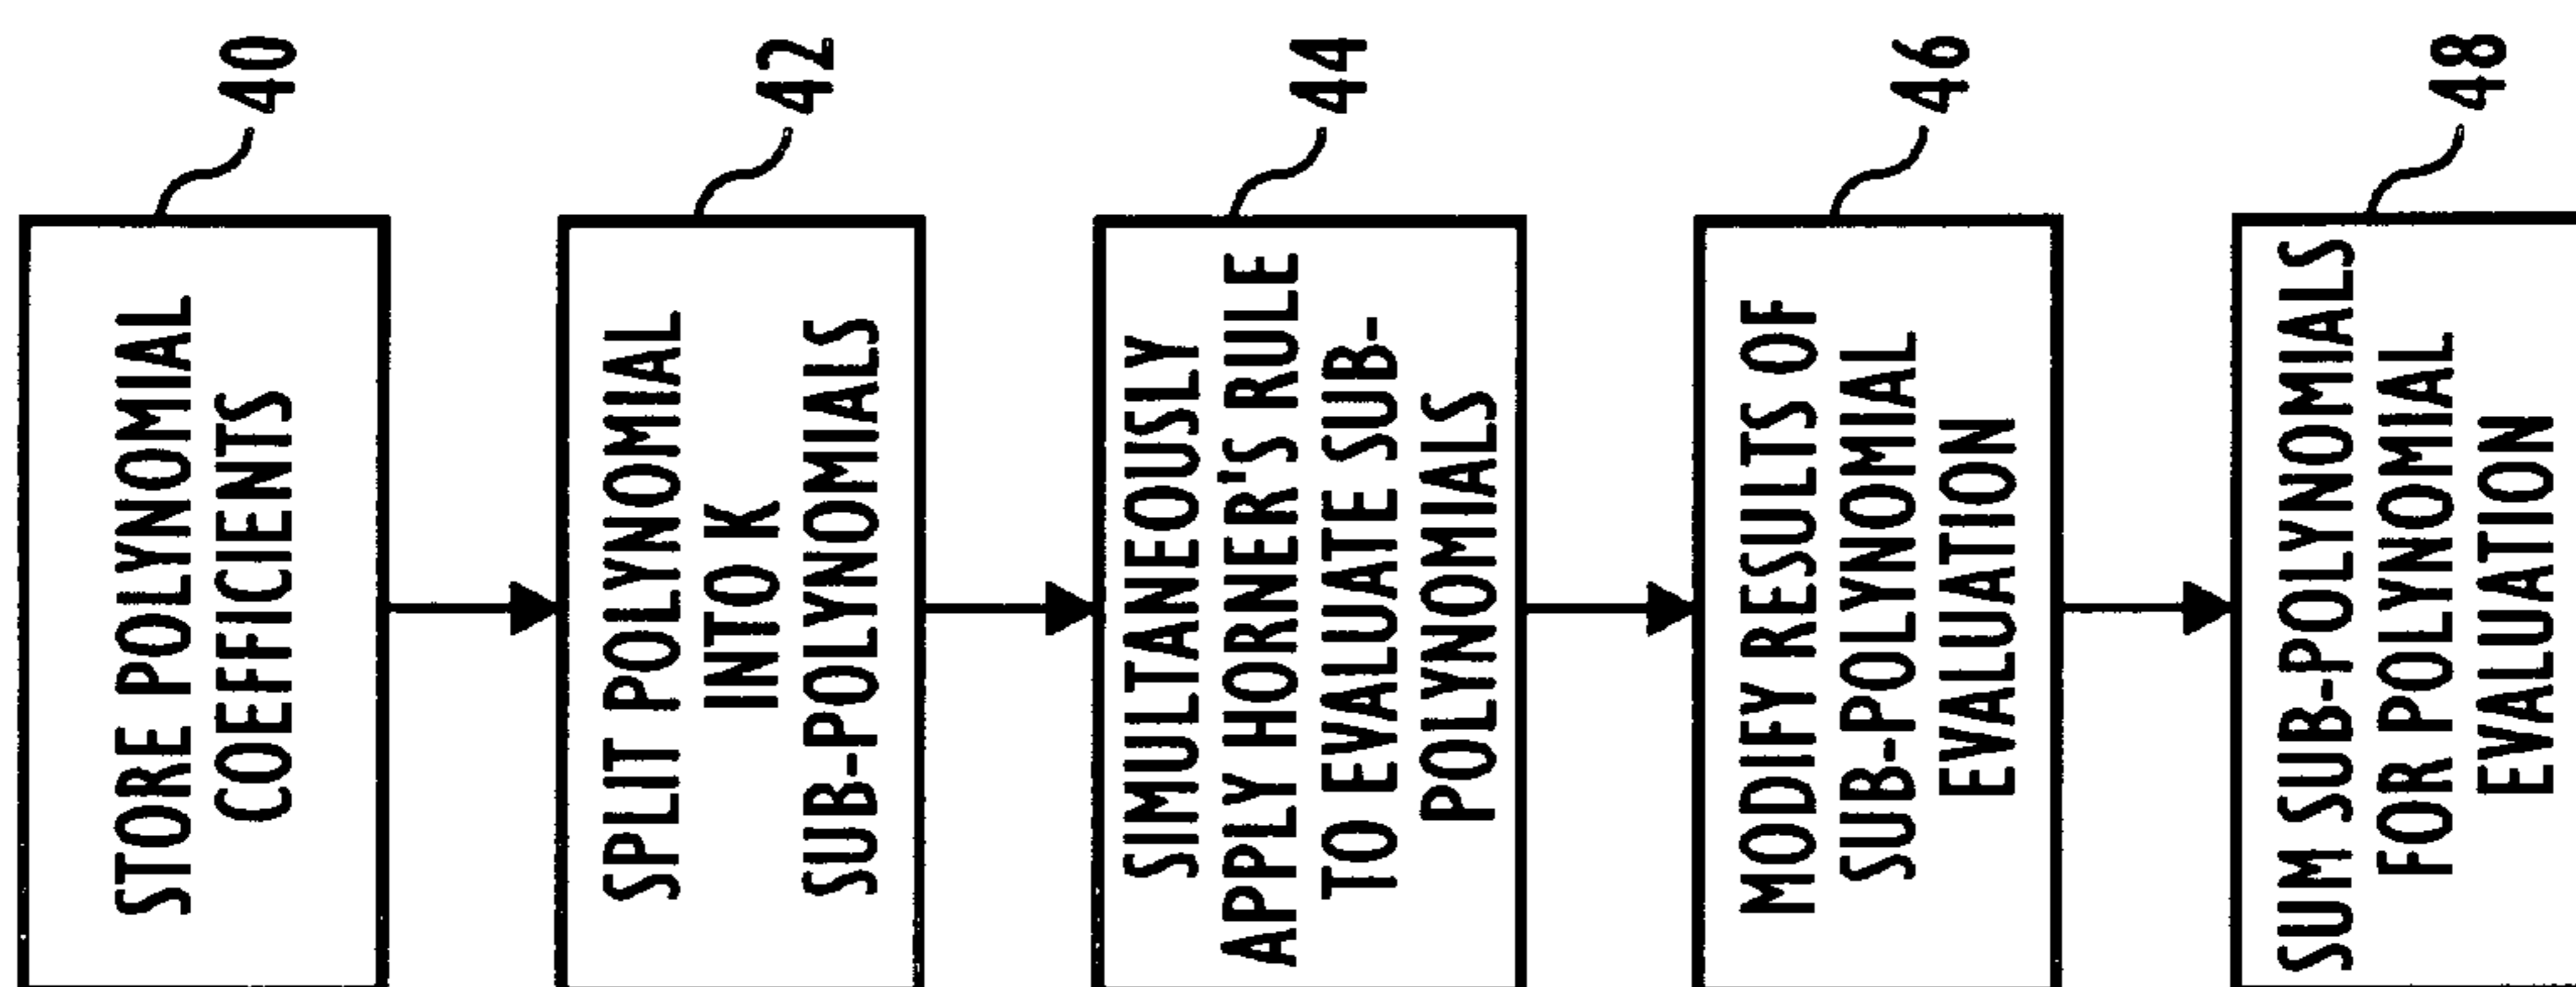 40
STORE POLYNOMIAL
COEFFICIENTS
42
SPLIT POLYNOMIAL
INTO K
SUB-POLYNOMIALS
44
SIMULTANEOUSLY
APPLY HORNER'S RULE
TO EVALUATE SUB-
POLYNOMIALS
46
MODIFY RESULTS OF
SUB-POLYNOMIAL
EVALUATION
48
SUM SUB-POLYNOMIALS
FOR POLYNOMIAL
EVALUATION